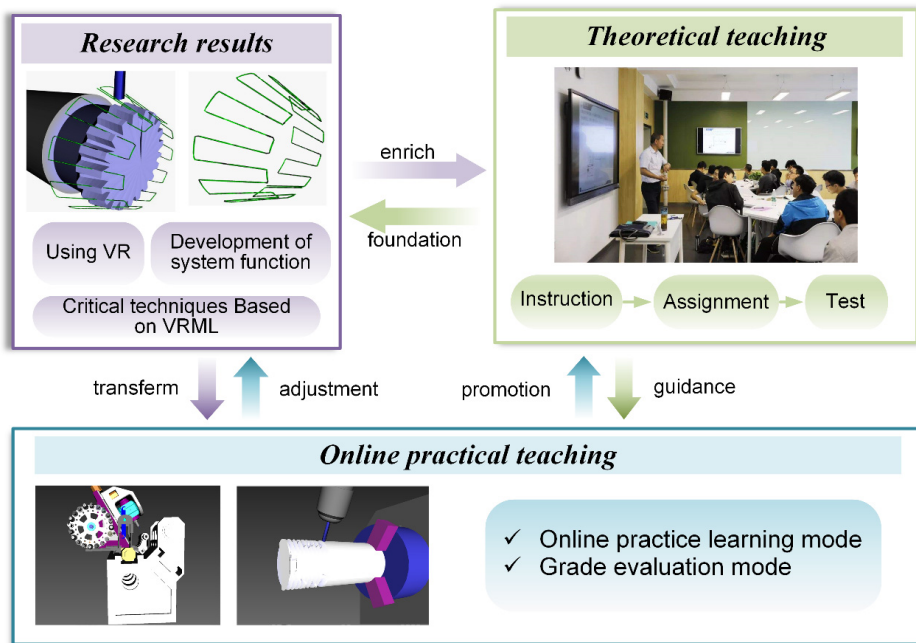 Research results
Using VR
Development of
system function
Critical techniques Based
on VRML
enrich
foundation
Theoretical teaching
Instruction
Assignment
Test
transferm
adjustment
promotion
guidance
Online practical teaching
✓ Online practice learning mode
✓ Grade evaluation mode